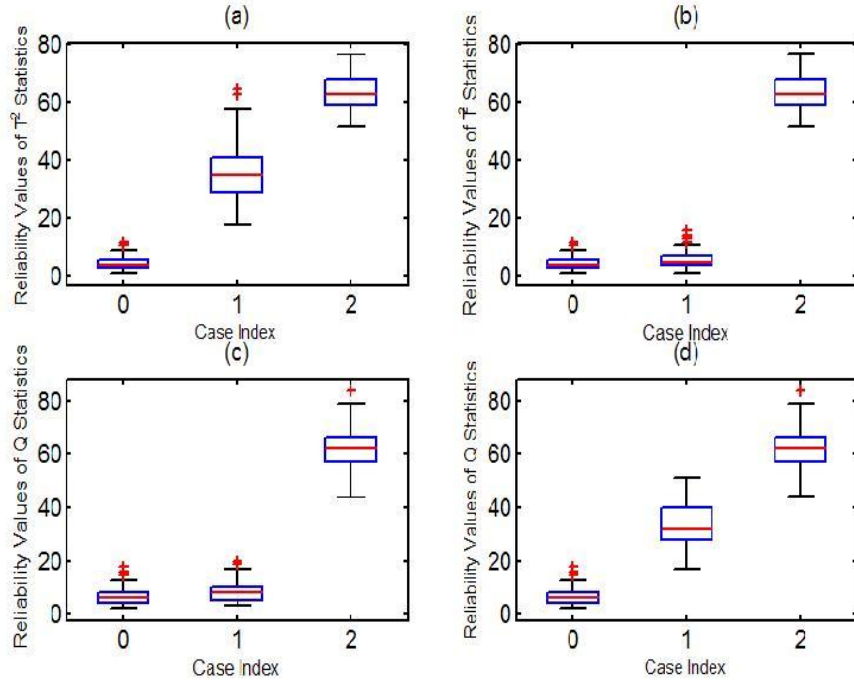 (a)
Reliability Values of T² Statistics
80
60
40
20
0
0 1 2
Case Index
(b)
Reliability Values of T² Statistics
80
60
40
20
0
0 1 2
Case Index
(c)
Reliability Values of Q Statistics
80
60
40
20
0
0 1 2
Case Index
(d)
Reliability Values of Q Statistics
80
60
40
20
0
0 1 2
Case Index